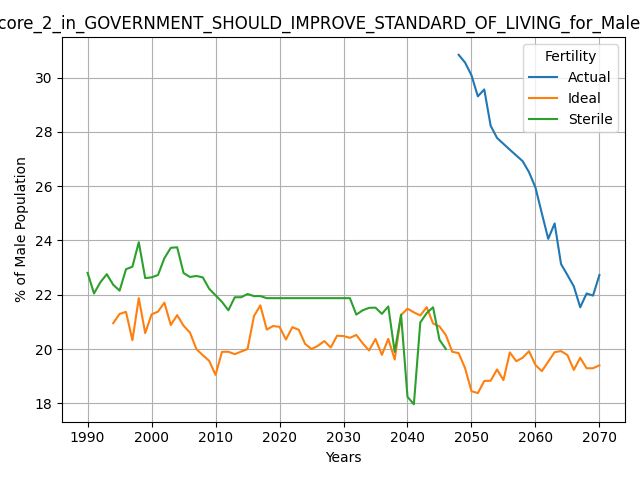 core_2_in_GOVERNMENT_SHOULD_IMPROVE_STANDARD_OF_LIVING_for_Male
Fertility
Actual
Ideal
Sterile
% of Male Population
30
28
26
24
22
20
18
1990 2000 2010 2020 2030 2040 2050 2060 2070
Years